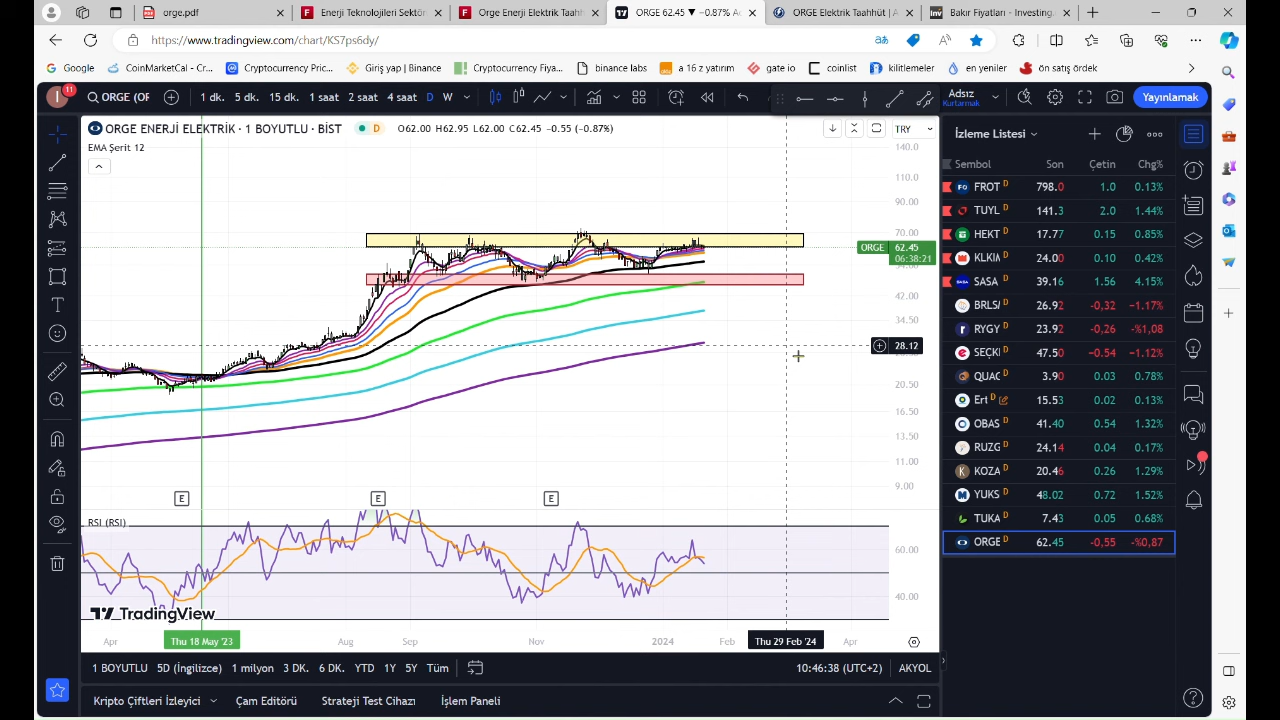 orge.pdf
Enerji Teknolojileri Sektör
Orge Enerji Elektrik Taahh
ORGE 62.45 ▼ −0.87% A
ORGE Elektrik Taahhüt | A
Bakır Fiyatları - Investing.c
https://www.tradingview.com/chart/KS7ps6dy/
Google
CoinMarketCal - Cr...
Cryptocurrency Pric...
Giriş yap | Binance
Cryptocurrency Fiya...
binance labs
a 16 z yatırım
gate io
coinlist
kilitlemeler
en yeniler
ön satış ördek
I
11
ORGE (OF
1 dk.
5 dk.
15 dk.
1 saat
2 saat
4 saat
D
W
Adsız
Kurtarmak
Yayınlamak
ORGE ENERJİ ELEKTRİK · 1 BOYUTLU · BİST
D
O62.00 H62.95 L62.00 C62.45 −0.55 (−0.87%)
EMA Şerit 12
TRY
140.0
110.0
90.00
70.00
ORGE
62.45
06:38:21
42.00
34.50
28.12
20.50
16.50
13.50
11.00
9.00
E
E
E
RSI (RSI)
60.00
40.00
TradingView
Apr
Thu 18 May '23
Aug
Sep
Nov
2024
Feb
Thu 29 Feb '24
Apr
1 BOYUTLU
5D (İngilizce)
1 milyon
3 DK.
6 DK.
YTD
1Y
5Y
Tüm
10:46:38 (UTC+2)
AKYOL
Kripto Çiftleri İzleyici
Çam Editörü
Strateji Test Cihazı
İşlem Paneli
İzleme Listesi
Sembol Son Çetin Chg%
FROT D 798.0 1.0 0.13%
TUYL D 141.3 2.0 1.44%
HEKT D 17.77 0.15 0.85%
KLKIM D 24.00 0.10 0.42%
SASA D 39.16 1.56 4.15%
BRLS D 26.92 -0,32 −1.17%
RYGY D 23.92 -0,26 -%1,08
SEÇKİ D 47.50 −0.54 −1.12%
QUAC D 3.90 0.03 0.78%
Ert D 15.53 0.02 0.13%
OBAS D 41.40 0.54 1.32%
RUZG D 24.14 0.04 0.17%
KOZA D 20.46 0.26 1.29%
YUKS D 48.02 0.72 1.52%
TUKA D 7.43 0.05 0.68%
ORGE D 62.45 -0,55 -%0,87